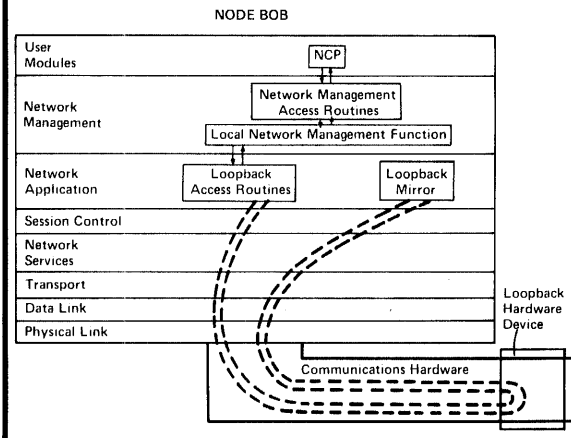 NODE BOB
User
Modules
NCP
Network
Management
Network Management
Access Routines
Local Network Management Function
Network
Application
Loopback
Access Routines
Loopback
Mirror
Session Control
Network
Services
Transport
Data Link
Physical Link
Loopback
Hardware
Device
Communications Hardware